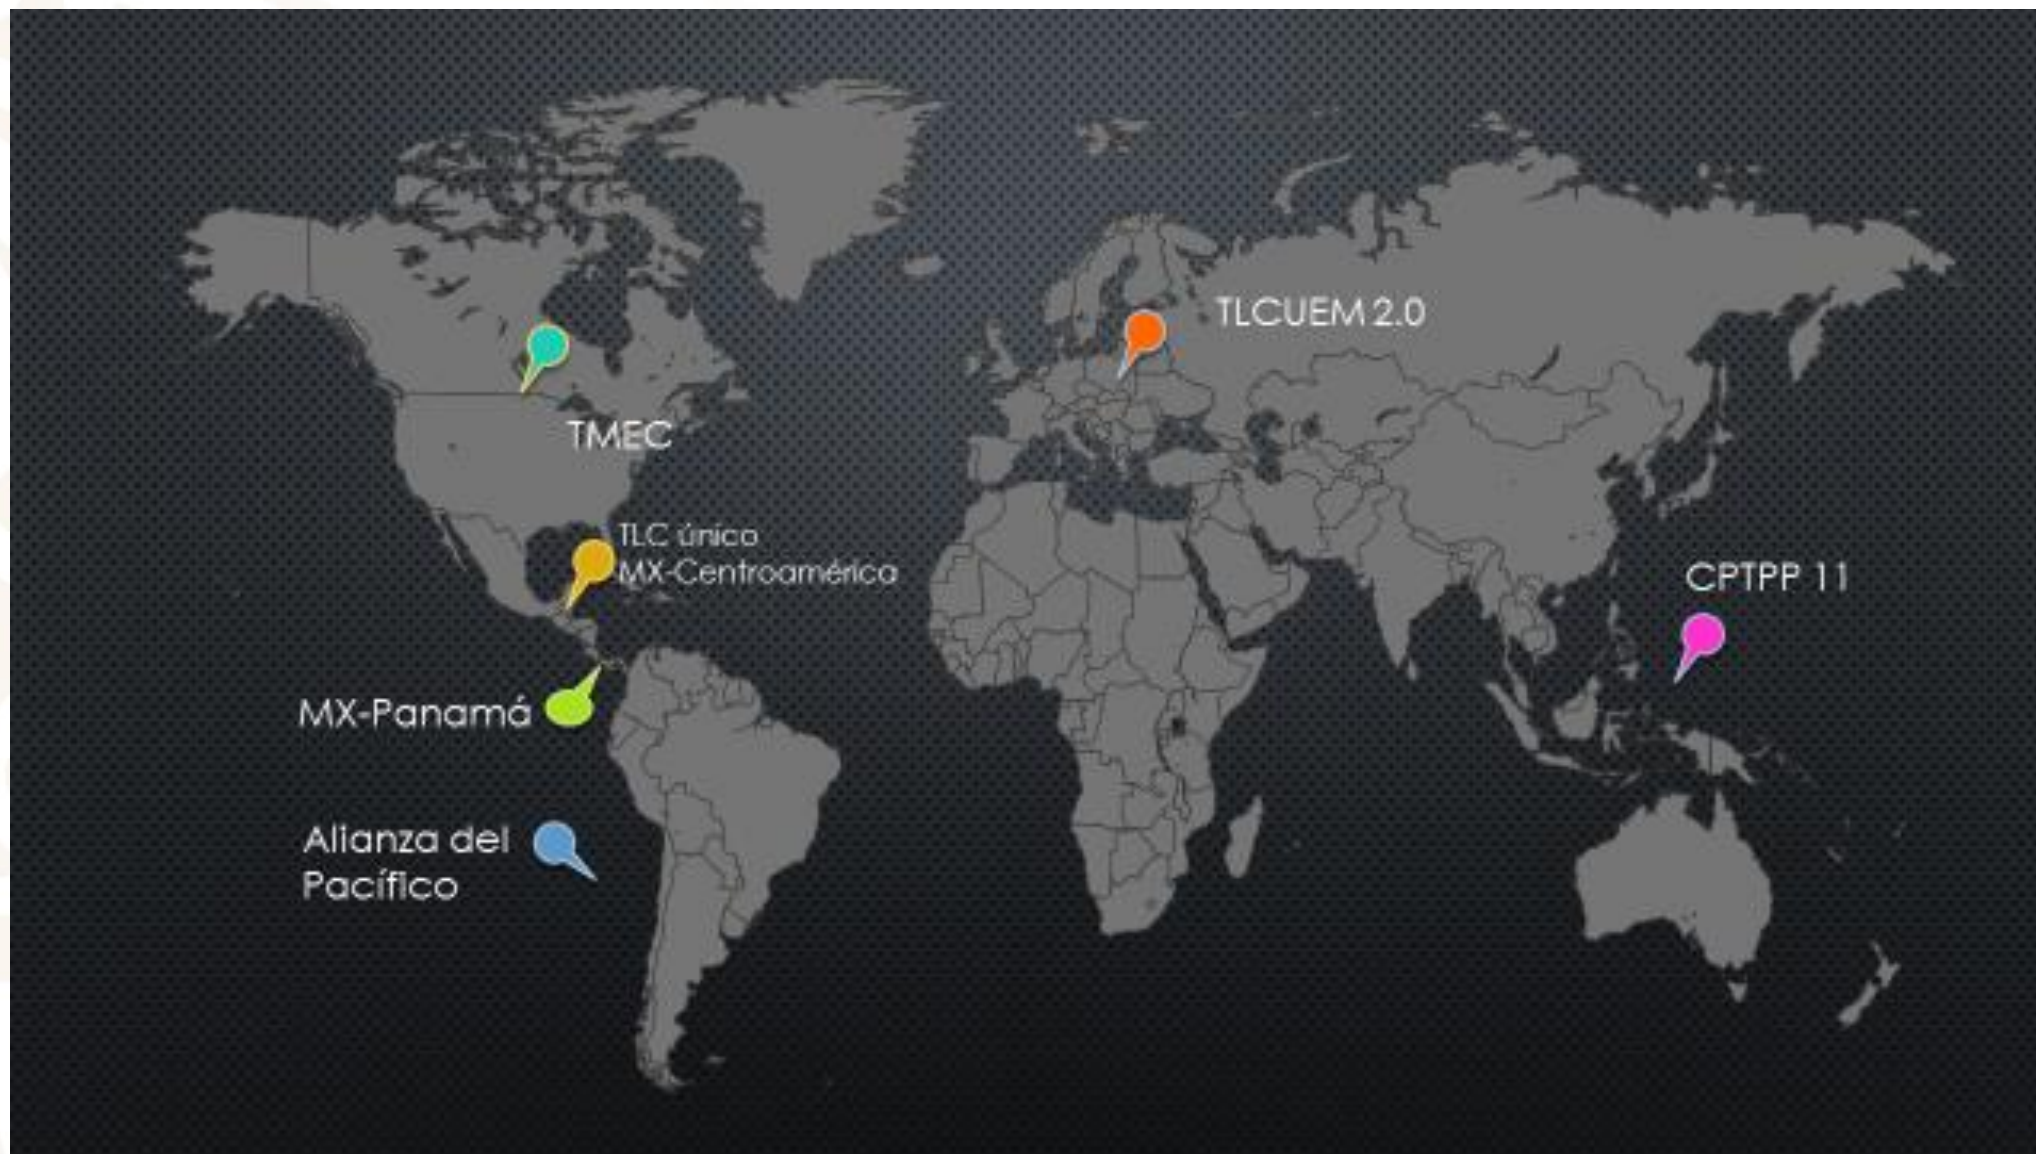 TLCUEM 2.0
TMEC
TLC único
MX-Centroamérica
CPTPP 11
MX-Panamá
Alianza del
Pacífico